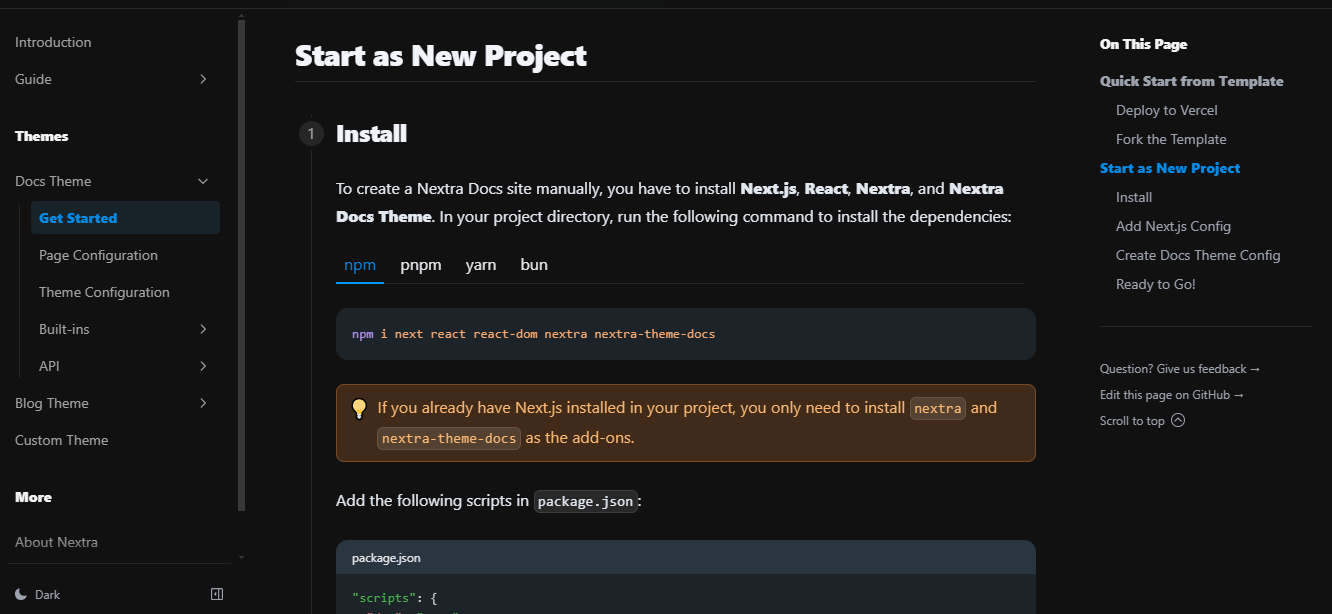 Introduction
Guide
Themes
Docs Theme
Get Started
Page Configuration
Theme Configuration
Built-ins
API
Blog Theme
Custom Theme
More
About Nextra
Dark
Start as New Project
1
Install
To create a Nextra Docs site manually, you have to install Next.js, React, Nextra, and Nextra
Docs Theme. In your project directory, run the following command to install the dependencies:
npm pnpm yarn bun
npm i next react react-dom nextra nextra-theme-docs
If you already have Next.js installed in your project, you only need to install nextra and
nextra-theme-docs as the add-ons.
Add the following scripts in package.json:
package.json
"scripts": {
On This Page
Quick Start from Template
Deploy to Vercel
Fork the Template
Start as New Project
Install
Add Next.js Config
Create Docs Theme Config
Ready to Go!
Question? Give us feedback →
Edit this page on GitHub →
Scroll to top